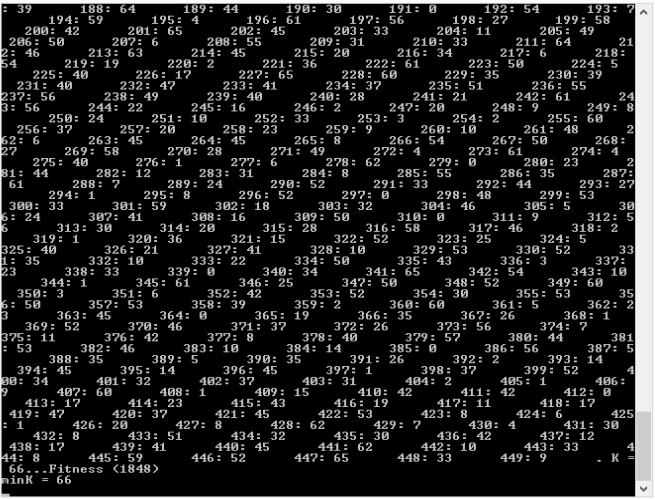 : 39 188: 64 189: 44 190: 30 191: 0 192: 54 193: 7
194: 59 195: 4 196: 61 197: 56 198: 27 199: 58
200: 42 201: 65 202: 45 203: 33 204: 11 205: 49
206: 50 207: 6 208: 55 209: 31 210: 33 211: 64 21
2: 46 213: 63 214: 45 215: 20 216: 34 217: 6 218:
54 219: 19 220: 2 221: 36 222: 61 223: 50 224: 5
225: 40 226: 17 227: 65 228: 60 229: 35 230: 39
231: 40 232: 47 233: 41 234: 37 235: 51 236: 55
237: 56 238: 49 239: 40 240: 28 241: 21 242: 61 24
3: 56 244: 22 245: 16 246: 2 247: 20 248: 9 249: 8
250: 24 251: 10 252: 33 253: 3 254: 2 255: 60
256: 37 257: 20 258: 23 259: 9 260: 10 261: 48 2
62: 6 263: 45 264: 45 265: 8 266: 54 267: 50 268:
27 269: 58 270: 28 271: 49 272: 4 273: 61 274: 4
275: 40 276: 1 277: 6 278: 62 279: 0 280: 23 2
81: 44 282: 12 283: 31 284: 8 285: 55 286: 35 287:
61 288: 7 289: 24 290: 52 291: 33 292: 44 293: 27
294: 1 295: 8 296: 52 297: 0 298: 48 299: 53
300: 33 301: 59 302: 18 303: 32 304: 46 305: 5 30
6: 24 307: 41 308: 16 309: 50 310: 0 311: 9 312: 5
313: 30 314: 20 315: 28 316: 58 317: 46 318: 2
319: 1 320: 36 321: 15 322: 52 323: 25 324: 5
325: 40 326: 21 327: 41 328: 10 329: 53 330: 52 33
1: 35 332: 10 333: 22 334: 50 335: 43 336: 3 337:
23 338: 33 339: 0 340: 34 341: 65 342: 54 343: 10
344: 1 345: 61 346: 25 347: 50 348: 52 349: 60
350: 3 351: 6 352: 42 353: 52 354: 30 355: 53 35
6: 50 357: 53 358: 39 359: 2 360: 60 361: 5 362: 2
3 363: 45 364: 0 365: 19 366: 35 367: 26 368: 1
369: 52 370: 46 371: 37 372: 26 373: 56 374: 7
375: 11 376: 42 377: 8 378: 40 379: 57 380: 44 381
: 53 382: 46 383: 10 384: 14 385: 0 386: 56 387: 5
388: 35 389: 5 390: 35 391: 26 392: 2 393: 14
394: 45 395: 14 396: 45 397: 1 398: 37 399: 52 4
00: 34 401: 32 402: 37 403: 31 404: 2 405: 1 406:
9 407: 60 408: 1 409: 15 410: 42 411: 42 412: 0
413: 17 414: 23 415: 43 416: 19 417: 11 418: 17
419: 47 420: 37 421: 45 422: 53 423: 8 424: 6 425
: 1 426: 20 427: 8 428: 62 429: 7 430: 4 431: 30
432: 8 433: 51 434: 32 435: 30 436: 42 437: 12
438: 17 439: 41 440: 45 441: 62 442: 10 443: 33 4
44: 8 445: 59 446: 52 447: 65 448: 33 449: 9 . K =
66...Fitness (1848)
minK = 66